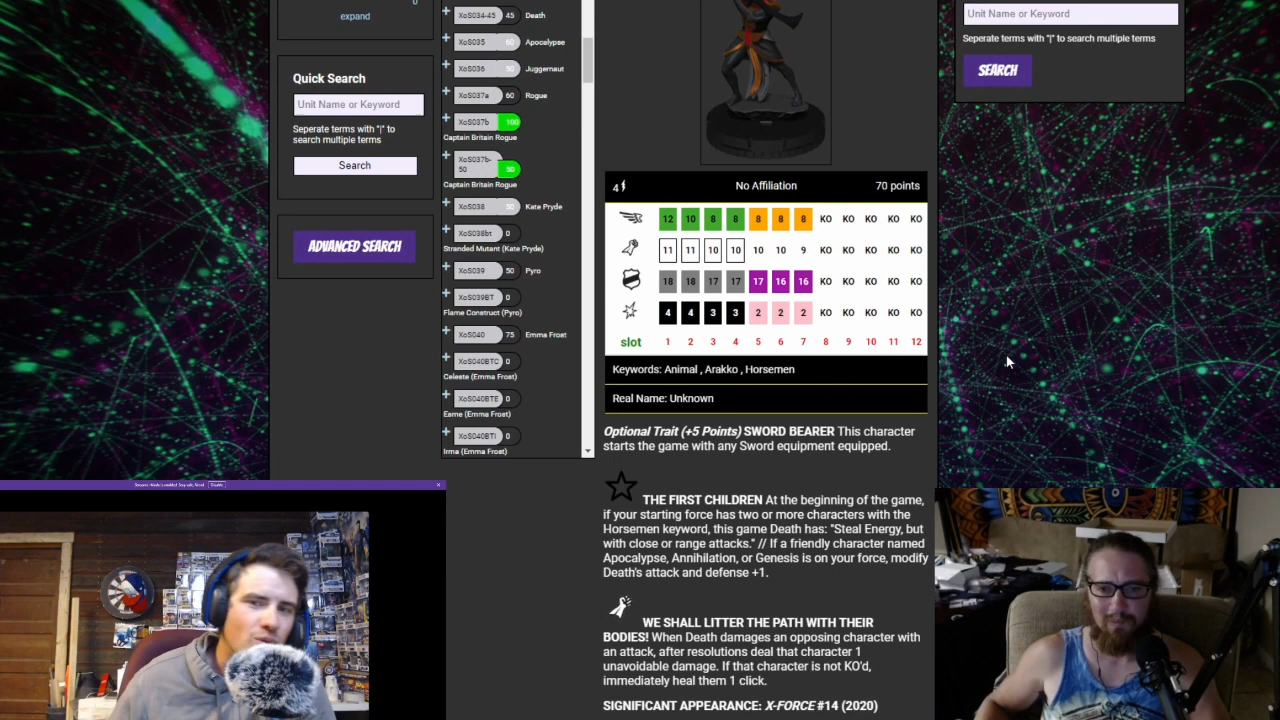 0
expand
Quick Search
Unit Name or Keyword
Seperate terms with "|" to
search multiple terms
Search
ADVANCED SEARCH
XoS034-45 45 Death
XoS035 60 Apocalypse
XoS036 50 Juggernaut
XoS037a 60 Rogue
XoS037b 100
Captain Britain Rogue
XoS037b-
50 50
Captain Britain Rogue
XoS038 Kate Pryde
XoS038bt 0
Stranded Mutant (Kate Pryde)
XoS039 50 Pyro
XoS039BT 0
Flame Construct (Pyro)
XoS040 75 Emma Frost
XoS040BTC 0
Celeste (Emma Frost)
XoS040BTE 0
Esme (Emma Frost)
XoS040BTI 0
Irma (Emma Frost)
4 No Affiliation 70 points
12 10 8 8 8 8 8 KO KO KO KO KO
11 11 10 10 10 10 9 KO KO KO KO KO
18 18 17 17 17 16 16 KO KO KO KO KO
4 4 3 3 2 2 2 KO KO KO KO KO
slot 1 2 3 4 5 6 7 8 9 10 11 12
Keywords: Animal , Arakko , Horsemen
Real Name: Unknown
Optional Trait (+5 Points) SWORD BEARER This character
starts the game with any Sword equipment equipped.
THE FIRST CHILDREN At the beginning of the game,
if your starting force has two or more characters with the
Horsemen keyword, this game Death has: "Steal Energy, but
with close or range attacks." // If a friendly character named
Apocalypse, Annihilation, or Genesis is on your force, modify
Death's attack and defense +1.
WE SHALL LITTER THE PATH WITH THEIR
BODIES! When Death damages an opposing character with
an attack, after resolutions deal that character 1
unavoidable damage. If that character is not KO'd,
immediately heal them 1 click.
SIGNIFICANT APPEARANCE: X-FORCE #14 (2020)
Unit Name or Keyword
Seperate terms with "|" to search multiple terms
SEARCH